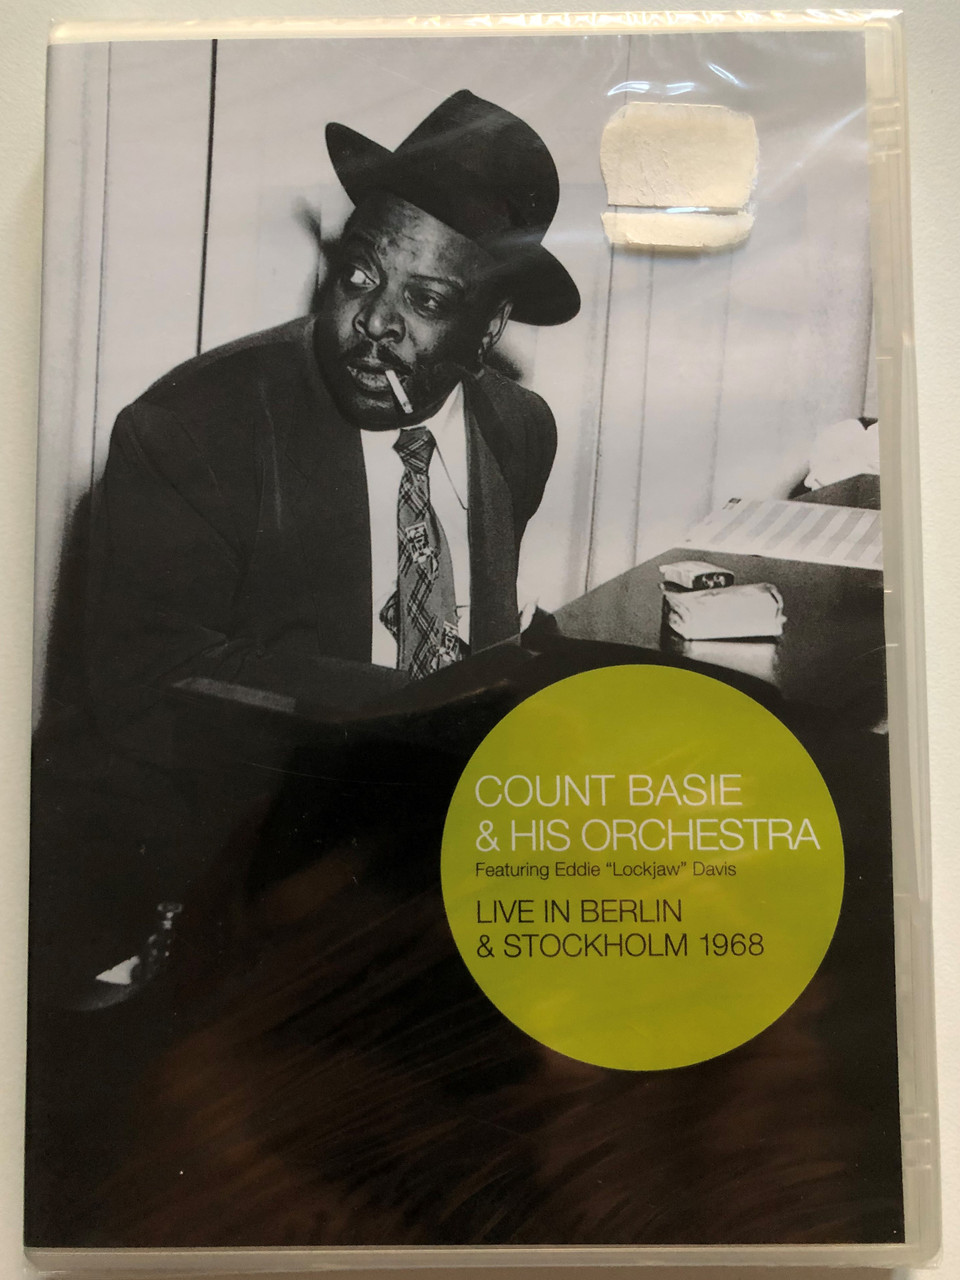 COUNT BASIE
& HIS ORCHESTRA
Featuring Eddie “Lockjaw” Davis
LIVE IN BERLIN
& STOCKHOLM 1968